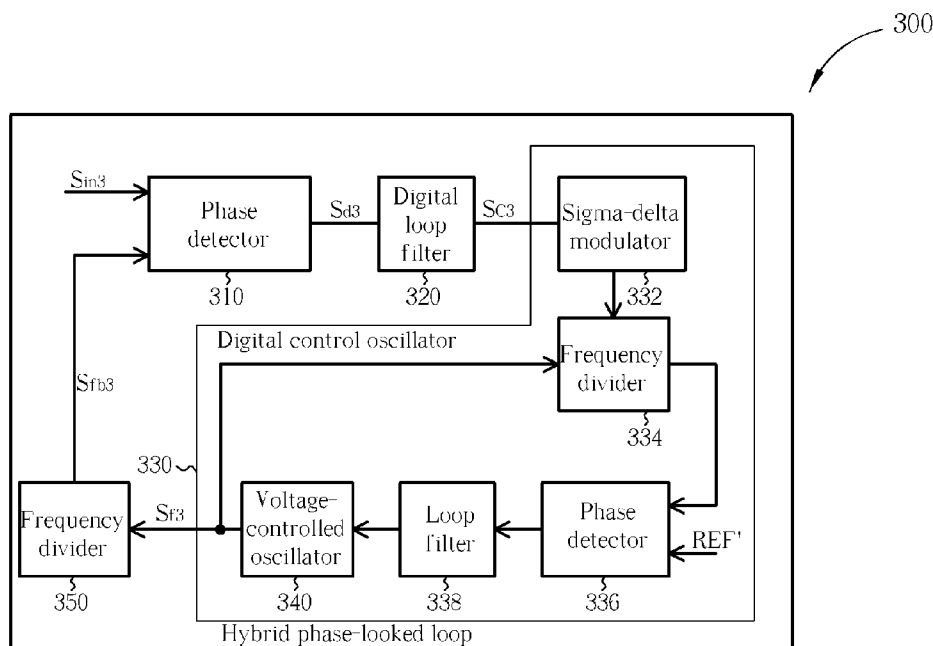 300
Sin3
Phase
detector
310
Sd3
Digital
loop
filter
320
SC3
Sigma-delta
modulator
332
Digital control oscillator
Frequency
divider
334
Sfb3
330
Frequency
divider
350
Sf3
Voltage-
controlled
oscillator
340
Loop
filter
338
Phase
detector
336
REF'
Hybrid phase-looked loop